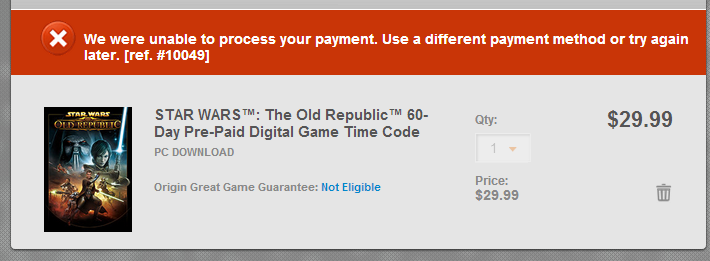 We were unable to process your payment. Use a different payment method or try again
later. [ref. #10049]
STAR WARS
THE OLD REPUBLIC
STAR WARS™: The Old Republic™ 60-
Day Pre-Paid Digital Game Time Code
PC DOWNLOAD
Origin Great Game Guarantee: Not Eligible
Qty:
1
Price:
$29.99
$29.99